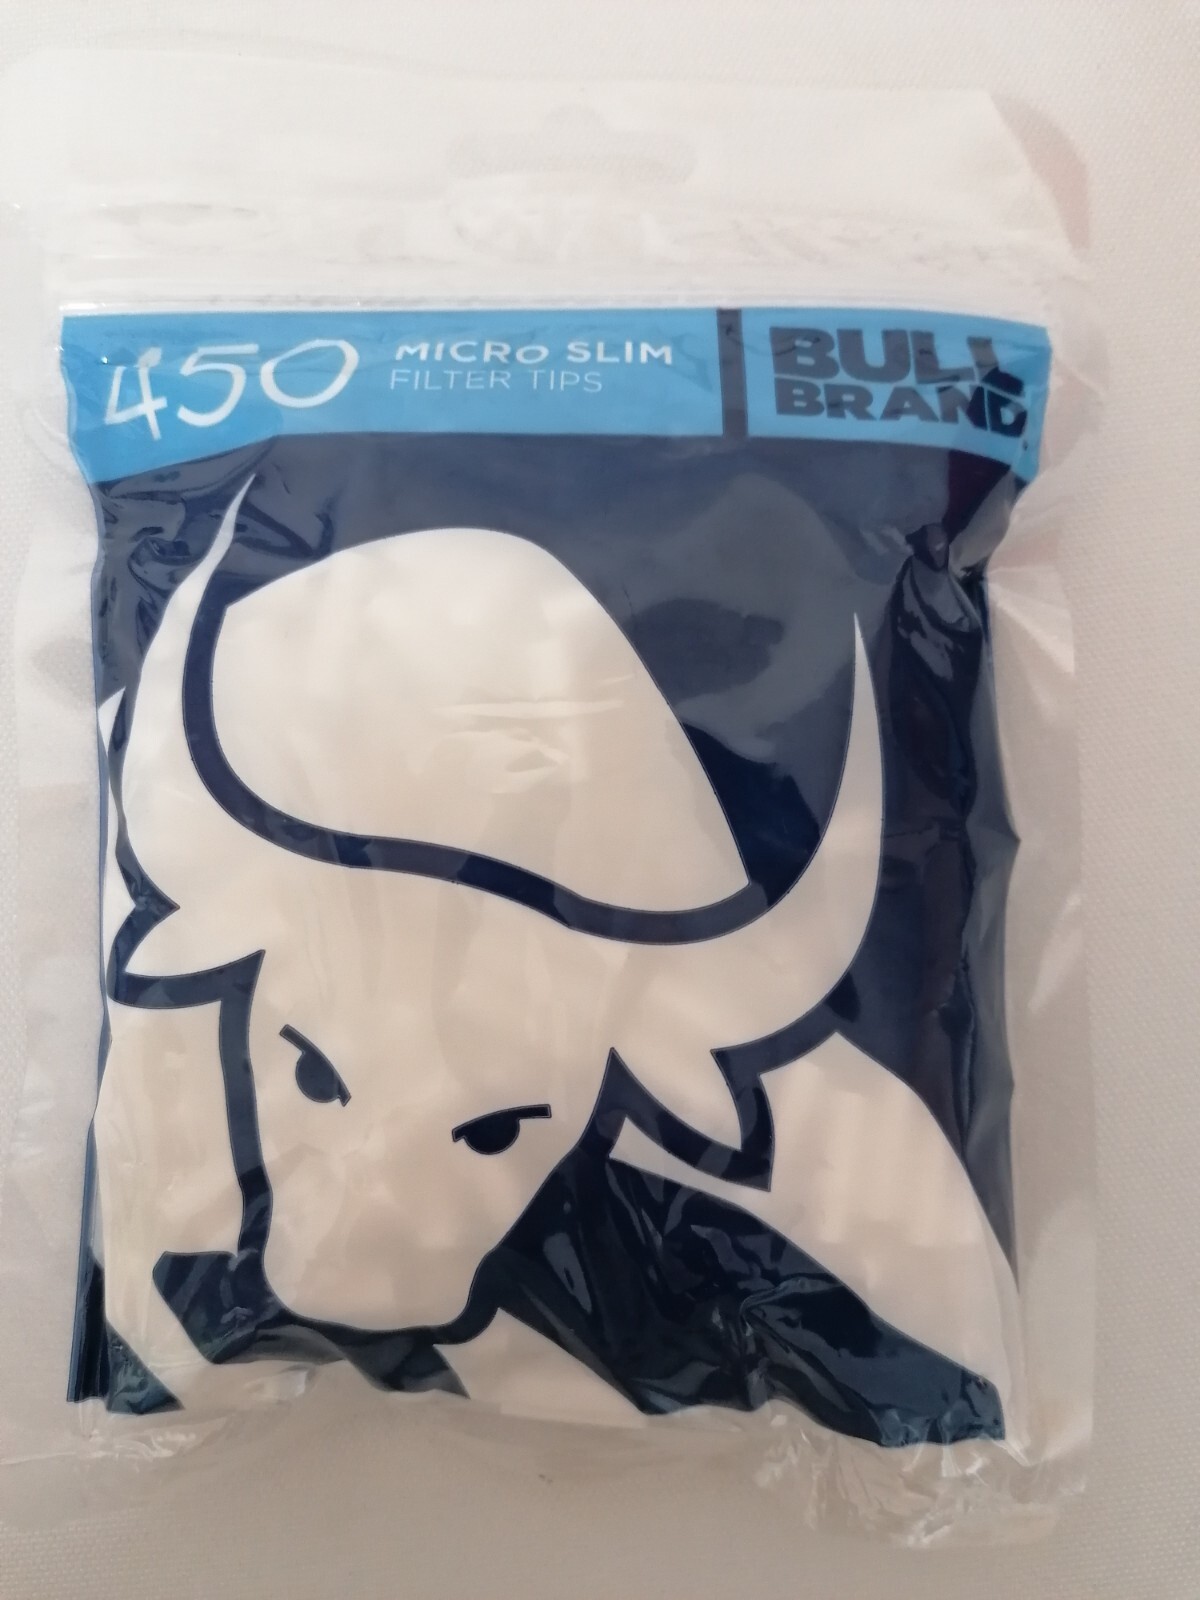 450 MICRO SLIM
FILTER TIPS
BULL
BRAND